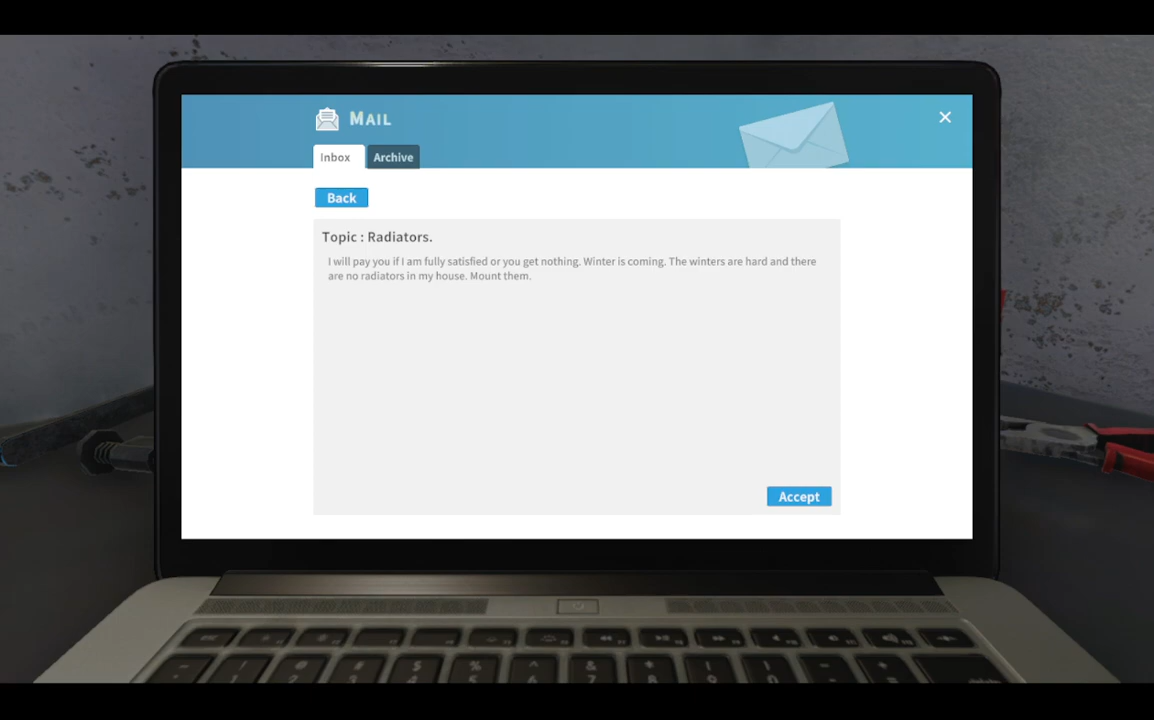 MAIL
Inbox
Archive
Back
Topic : Radiators.
I will pay you if I am fully satisfied or you get nothing. Winter is coming. The winters are hard and there
are no radiators in my house. Mount them.
Accept